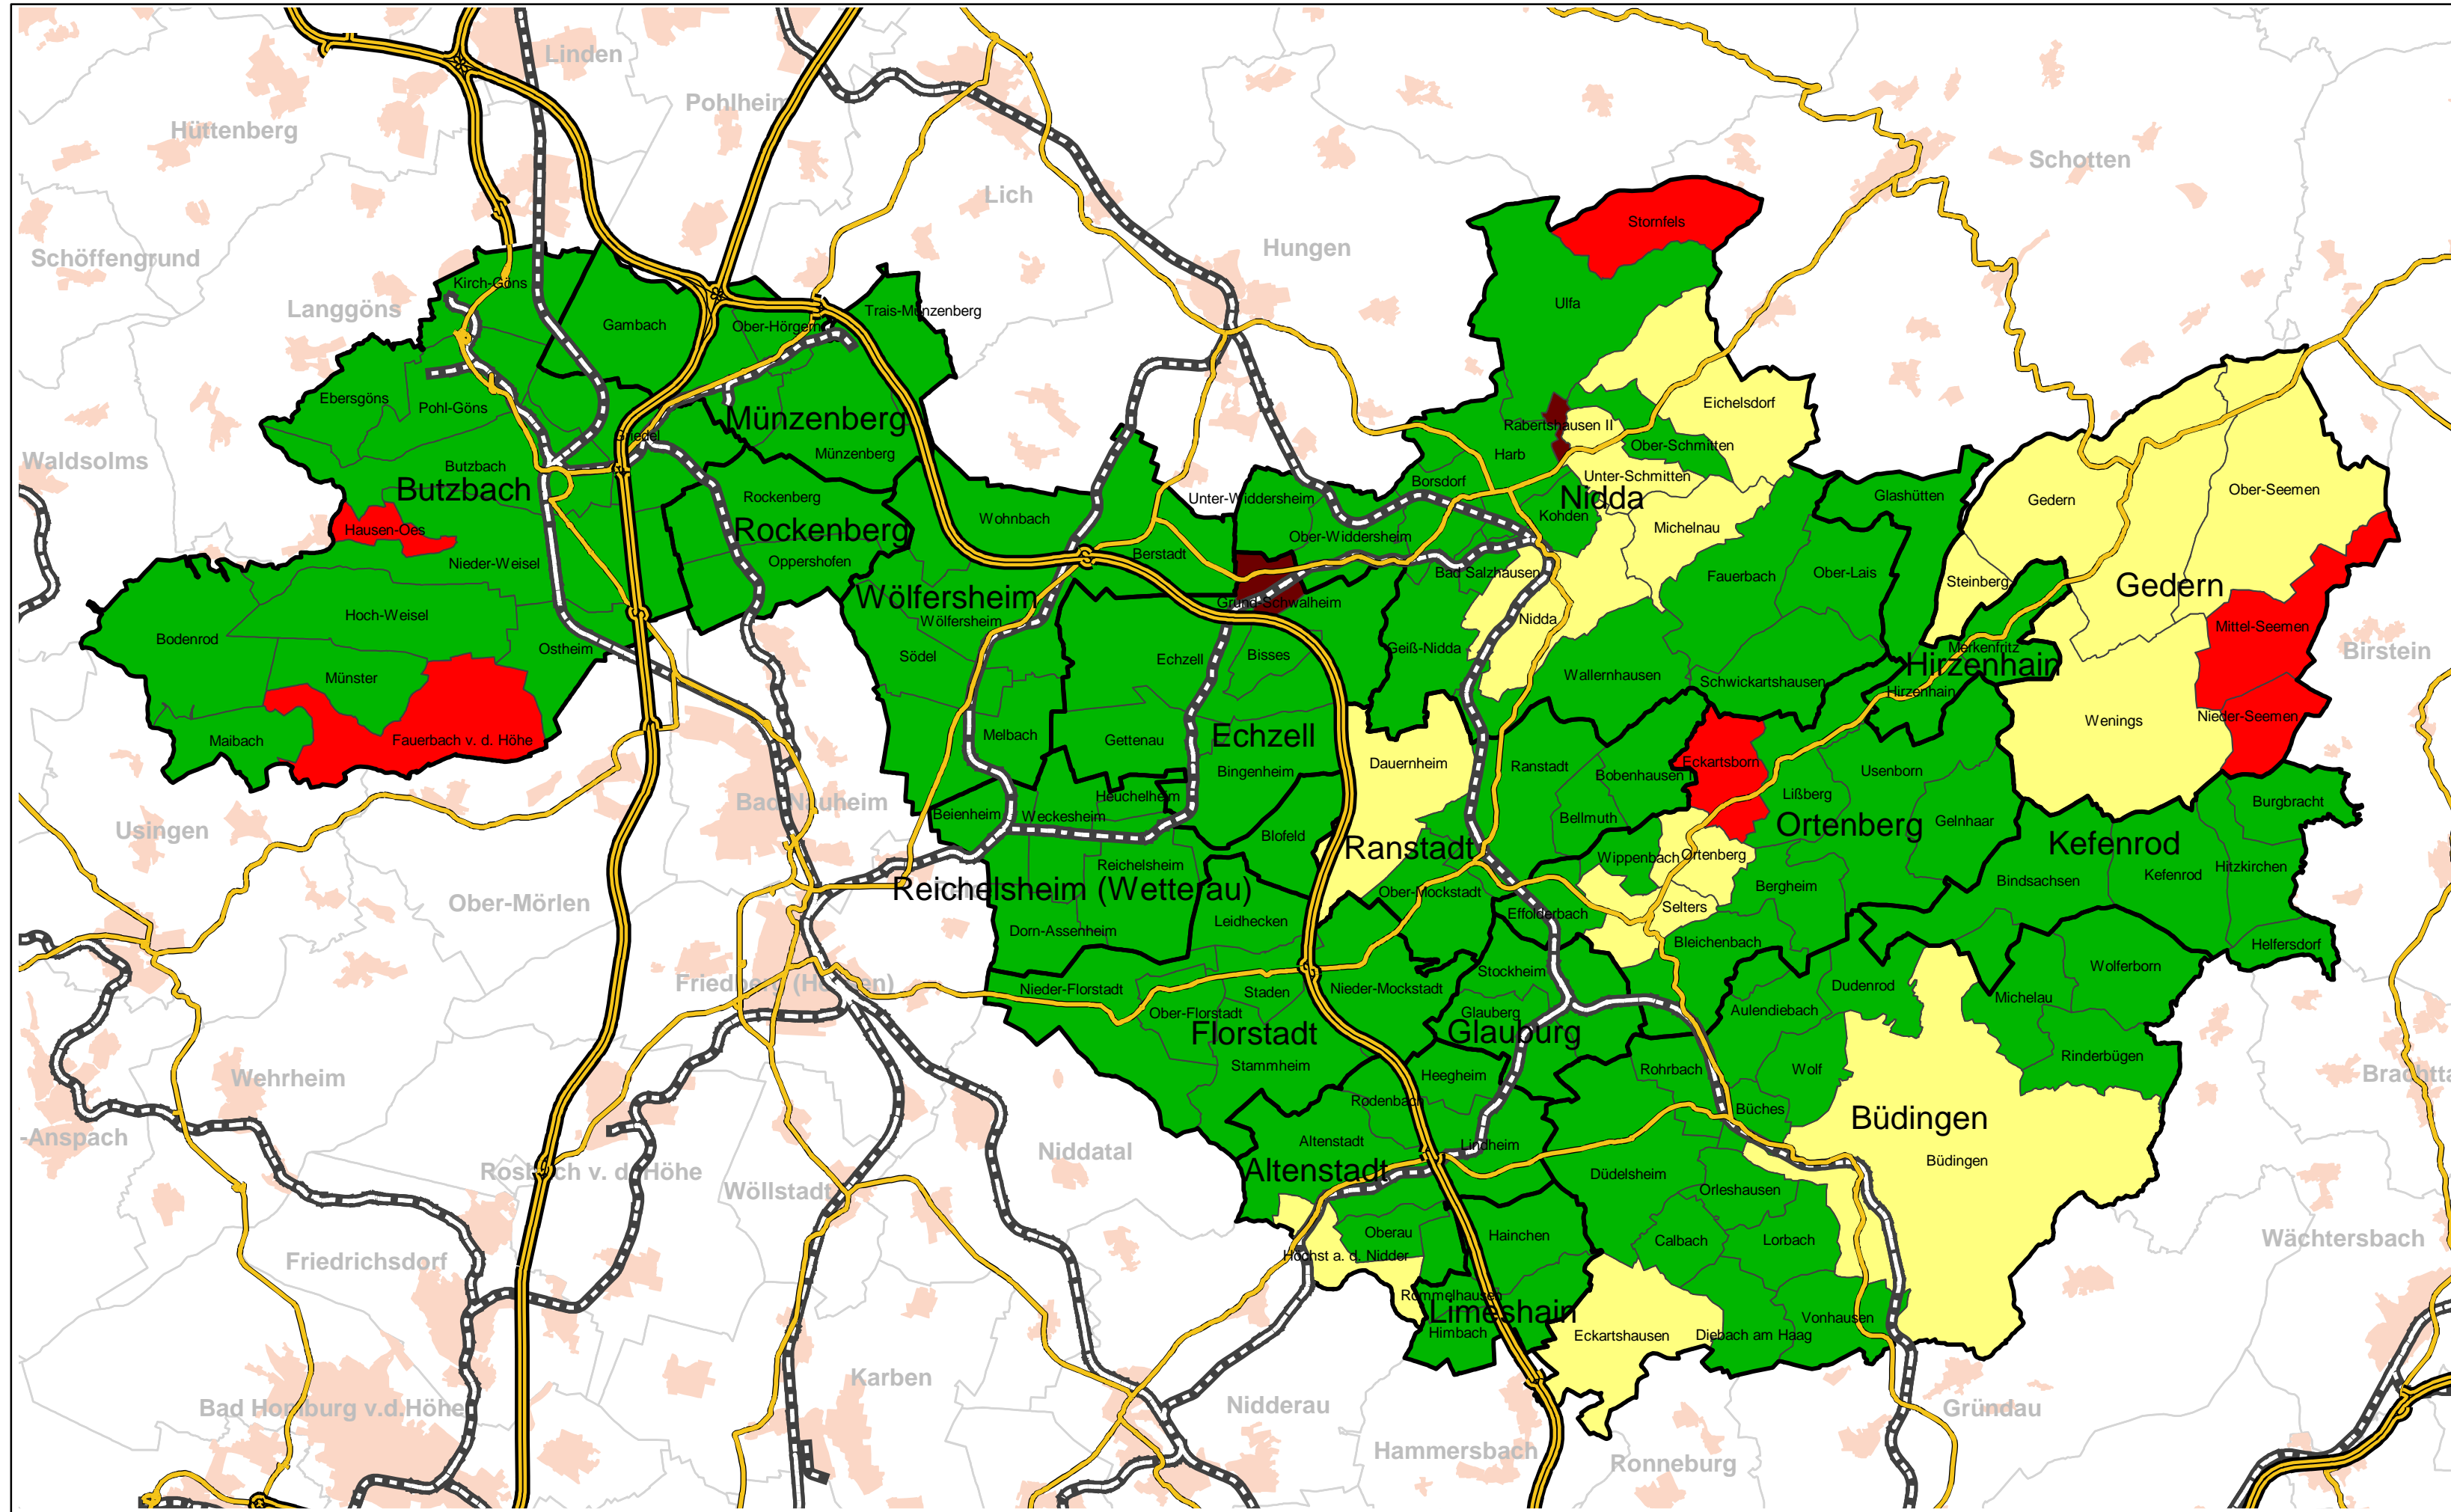 Linden
Pohlheim
Hüttenberg
Schotten
Lich
Stornfels
Hungen
Schöffengrund
Kirch-Göns
Langgöns
Ulfa
Trais-Münzenberg
Gambach
Ober-Hörgern
Ebersgöns
Pohl-Göns
Eichelsdorf
Münzenberg
Rabertshausen II
Griedel
Ober-Schmitten
Harb
Münzenberg
Waldsolms
Butzbach
Unter-Schmitten
Borsdorf
Butzbach
Rockenberg
Unter-Widdersheim
Nidda
Glashütten
Gedern
Ober-Seemen
Wohnbach
Kohden
Michelnau
Hausen-Oes
Rockenberg
Ober-Widdersheim
Berstadt
Nieder-Weisel
Oppershofen
Bad Salzhausen
Fauerbach
Ober-Lais
Steinberg
Gedern
Wölfersheim
Grund-Schwalheim
Hoch-Weisel
Wölfersheim
Nidda
Mittel-Seemen
Bodenrod
Ostheim
Södel
Echzell
Bisses
Geiß-Nidda
Merkenfritz
Birstein
Hirzenhain
Münster
Wallernhausen
Schwickartshausen
Hirzenhain
Nieder-Seemen
Wenings
Maibach
Fauerbach v. d. Höhe
Melbach
Gettenau
Echzell
Dauernheim
Ranstadt
Eckartsborn
Bobenhausen I
Bingenheim
Usenborn
Lißberg
Burgbracht
Bad Nauheim
Heuchelheim
Beienheim
Weckesheim
Bellmuth
Gelnhaar
Usingen
Blofeld
Ortenberg
Ranstadt
Kefenrod
Wippenbach
Ortenberg
Reichelsheim
Hitzkirchen
Kefenrod
Bindsachsen
Bergheim
Reichelsheim (Wetterau)
Ober-Mockstadt
Ober-Mörlen
Selters
Effolderbach
Leidhecken
Dorn-Assenheim
Bleichenbach
Helfersdorf
Wolferborn
Stockheim
Friedberg (Hessen)
Nieder-Florstadt
Staden
Nieder-Mockstadt
Dudenrod
Michelau
Aulendiebach
Ober-Florstadt
Glauberg
Florstadt
Glauburg
Rinderbügen
Stammheim
Heegheim
Rohrbach
Wolf
Wehrheim
Rodenbach
Büches
Büdingen
-Anspach
Altenstadt
Lindheim
Niddatal
Büdingen
Rosbach v. d. Höhe
Altenstadt
Düdelsheim
Wöllstadt
Orleshausen
Oberau
Hainchen
Calbach
Lorbach
Wächtersbach
Höchst a. d. Nidder
Friedrichsdorf
Rommelhausen
Limeshain
Vonhausen
Himbach
Eckartshausen
Diebach am Haag
Karben
Nidderau
Bad Homburg v.d.Höhe
Gründau
Hammersbach
Ronneburg